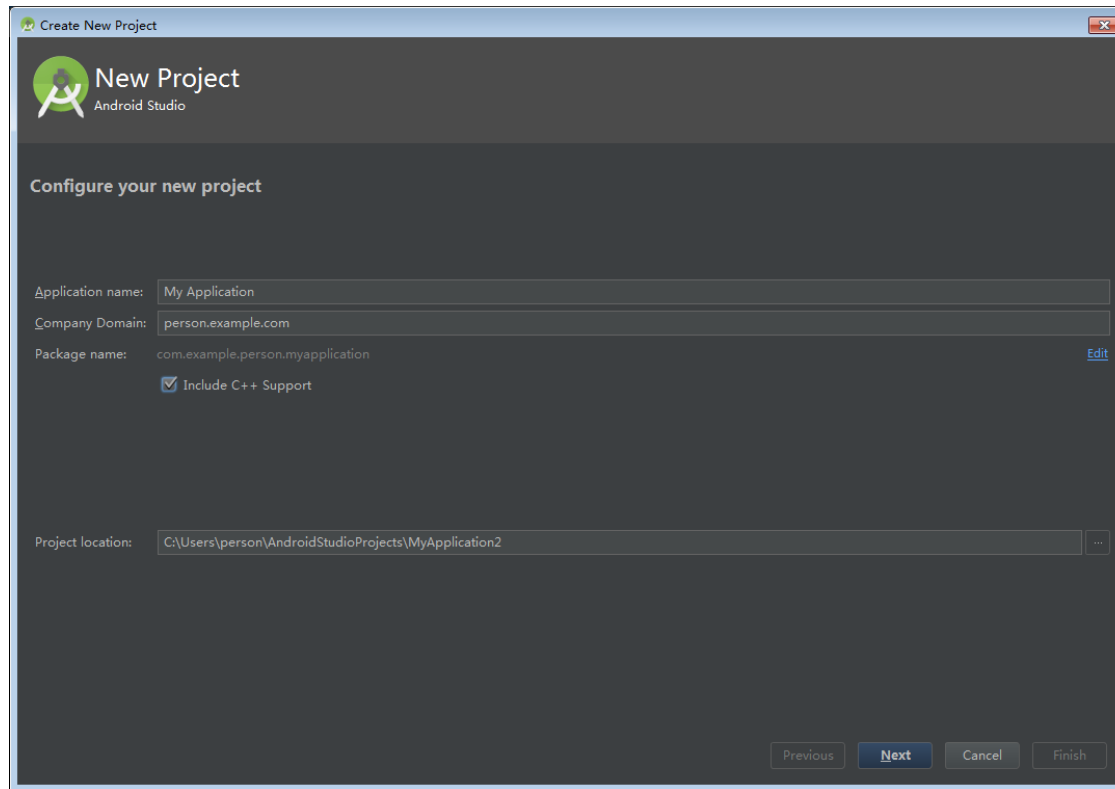 Create New Project
New Project
Android Studio
Configure your new project
Application name: My Application
Company Domain: person.example.com
Package name: com.example.person.myapplication Edit
Include C++ Support
Project location: C:\Users\person\AndroidStudioProjects\MyApplication2 ...
Previous Next Cancel Finish